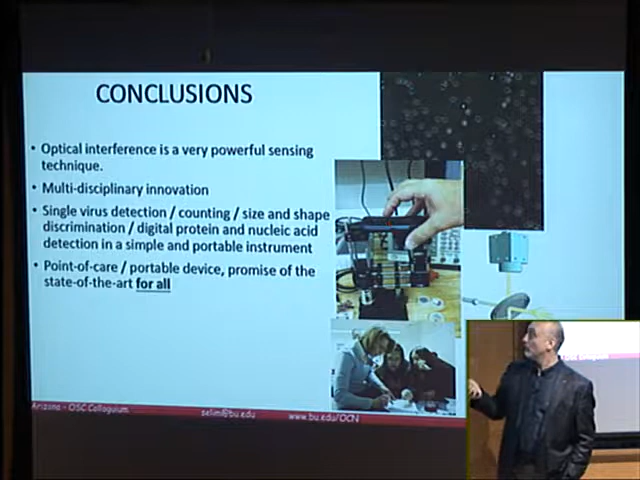 CONCLUSIONS
• Optical interference is a very powerful sensing
technique.
• Multi-disciplinary innovation
• Single virus detection / counting / size and shape
discrimination / digital protein and nucleic acid
detection in a simple and portable instrument
• Point-of-care / portable device, promise of the
state-of-the-art for all
Arizona - OSC Colloquium selim@bu.edu www.bu.edu/OCN